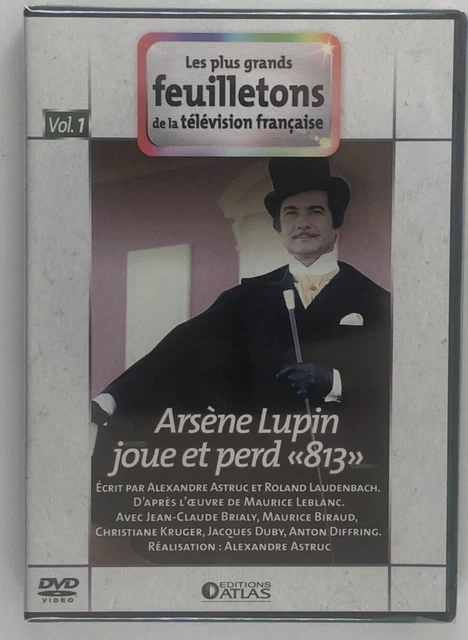 Les plus grands
feuilletons
de la télévision française
Vol. 1
Arsène Lupin
joue et perd «813»
Écrit par Alexandre Astruc et Roland Laudenbach.
D'après l'œuvre de Maurice Leblanc.
Avec Jean-Claude Brialy, Maurice Biraud,
Christiane Kruger, Jacques Duby, Anton Diffring.
Réalisation : Alexandre Astruc
DVD
VIDEO
EDITIONS
ATLAS